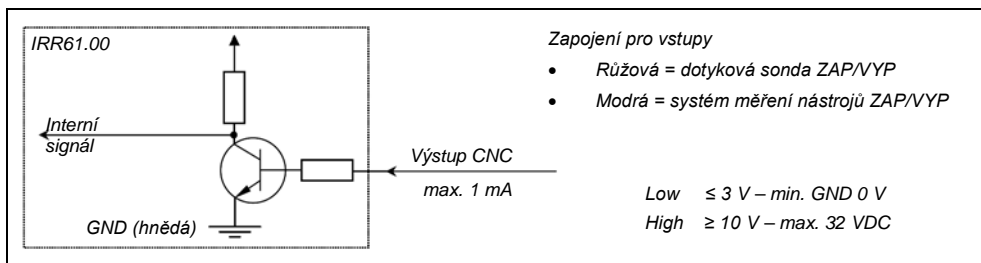 IRR61.00
Interní
signál
GND (hnědá)
Výstup CNC
max. 1 mA
Zapojení pro vstupy
• Růžová = dotyková sonda ZAP/VYP
• Modrá = systém měření nástrojů ZAP/VYP
Low ≤ 3 V – min. GND 0 V
High ≥ 10 V – max. 32 VDC